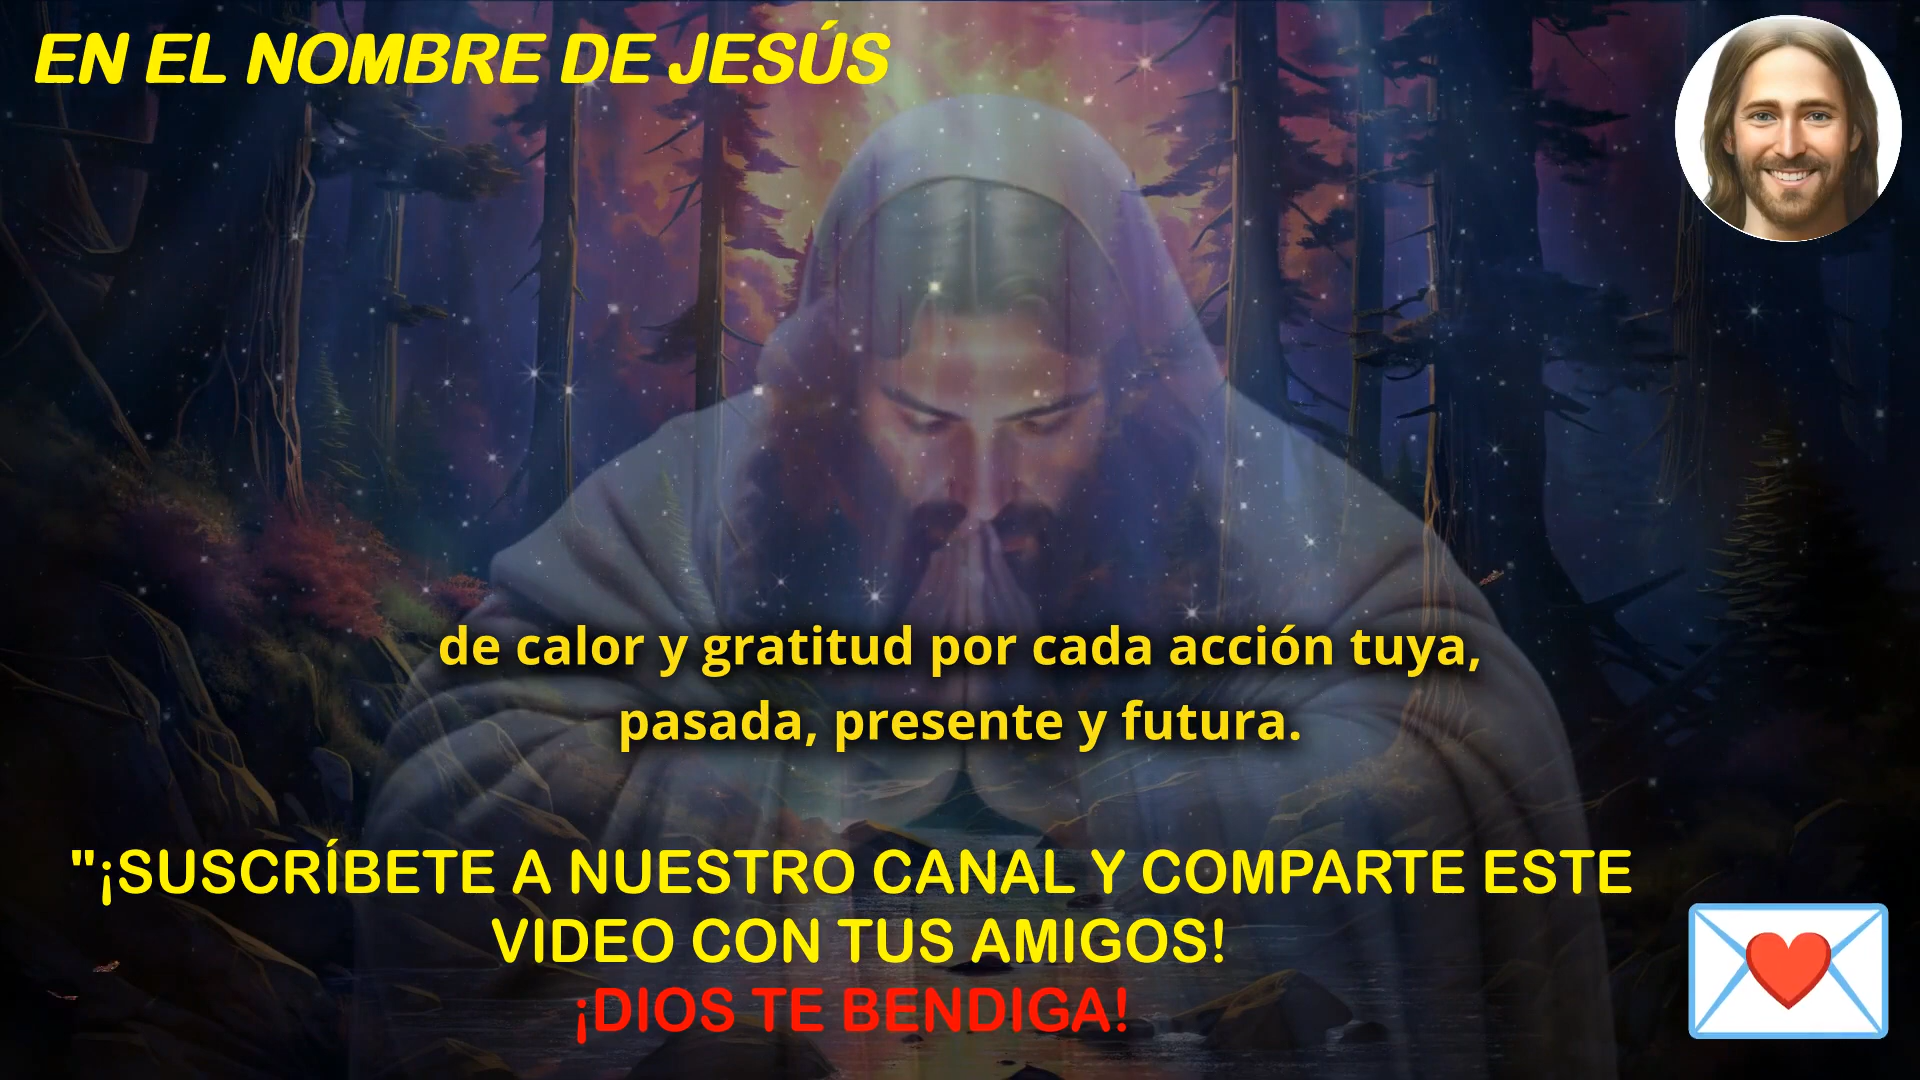 EN EL NOMBRE DE JESÚS
de calor y gratitud por cada acción tuya,
pasada, presente y futura.
"¡SUSCRÍBETE A NUESTRO CANAL Y COMPARTE ESTE
VIDEO CON TUS AMIGOS!
¡DIOS TE BENDIGA!